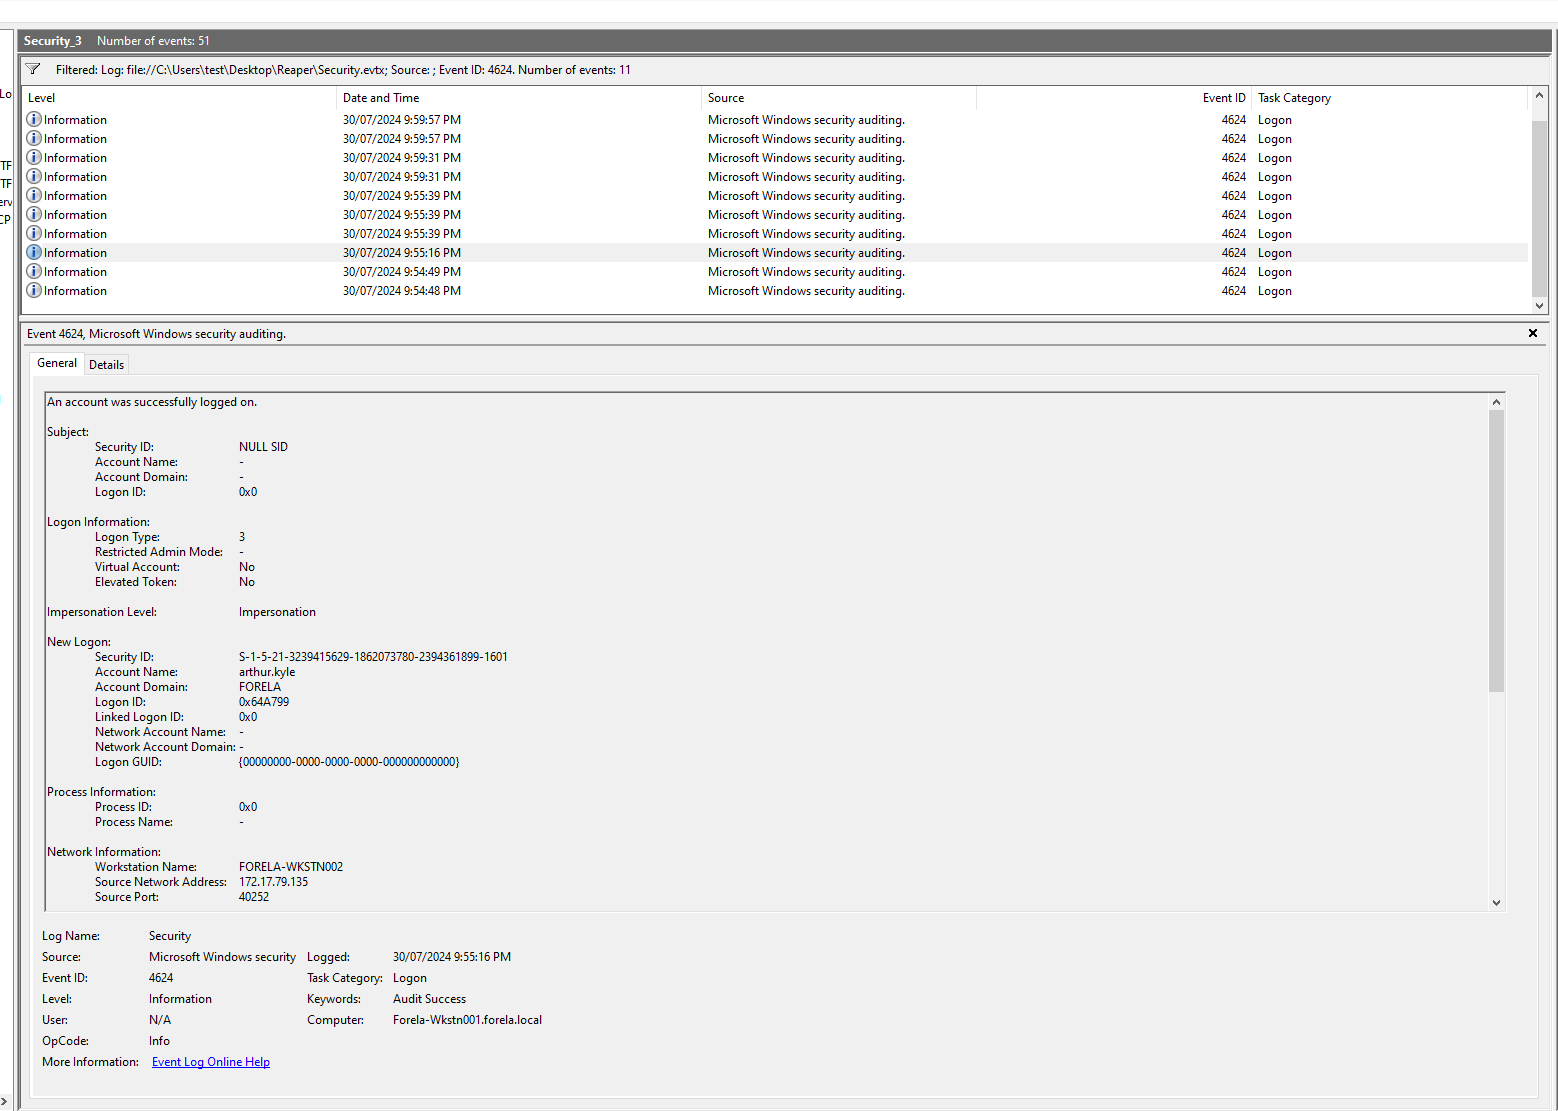 Security_3 Number of events: 51
Filtered: Log: file://C:\Users\test\Desktop\Reaper\Security.evtx; Source: ; Event ID: 4624. Number of events: 11
Lo
TF
TF
erv
CP
Level Date and Time Source Event ID Task Category
Information 30/07/2024 9:59:57 PM Microsoft Windows security auditing. 4624 Logon
Information 30/07/2024 9:59:57 PM Microsoft Windows security auditing. 4624 Logon
Information 30/07/2024 9:59:31 PM Microsoft Windows security auditing. 4624 Logon
Information 30/07/2024 9:59:31 PM Microsoft Windows security auditing. 4624 Logon
Information 30/07/2024 9:55:39 PM Microsoft Windows security auditing. 4624 Logon
Information 30/07/2024 9:55:39 PM Microsoft Windows security auditing. 4624 Logon
Information 30/07/2024 9:55:39 PM Microsoft Windows security auditing. 4624 Logon
Information 30/07/2024 9:55:16 PM Microsoft Windows security auditing. 4624 Logon
Information 30/07/2024 9:54:49 PM Microsoft Windows security auditing. 4624 Logon
Information 30/07/2024 9:54:48 PM Microsoft Windows security auditing. 4624 Logon
Event 4624, Microsoft Windows security auditing.
General Details
An account was successfully logged on.
Subject:
Security ID: NULL SID
Account Name: -
Account Domain: -
Logon ID: 0x0
Logon Information:
Logon Type: 3
Restricted Admin Mode: -
Virtual Account: No
Elevated Token: No
Impersonation Level: Impersonation
New Logon:
Security ID: S-1-5-21-3239415629-1862073780-2394361899-1601
Account Name: arthur.kyle
Account Domain: FORELA
Logon ID: 0x64A799
Linked Logon ID: 0x0
Network Account Name: -
Network Account Domain: -
Logon GUID: {00000000-0000-0000-0000-000000000000}
Process Information:
Process ID: 0x0
Process Name: -
Network Information:
Workstation Name: FORELA-WKSTN002
Source Network Address: 172.17.79.135
Source Port: 40252
Log Name: Security
Source: Microsoft Windows security Logged: 30/07/2024 9:55:16 PM
Event ID: 4624 Task Category: Logon
Level: Information Keywords: Audit Success
User: N/A Computer: Forela-Wkstn001.forela.local
OpCode: Info
More Information: Event Log Online Help